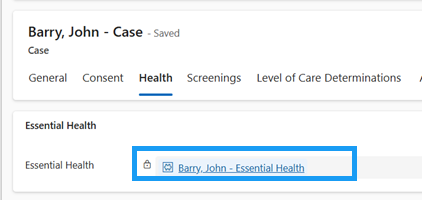 Barry, John - Case - Saved
Case
General Consent Health Screenings Level of Care Determinations
Essential Health
Essential Health Barry, John - Essential Health